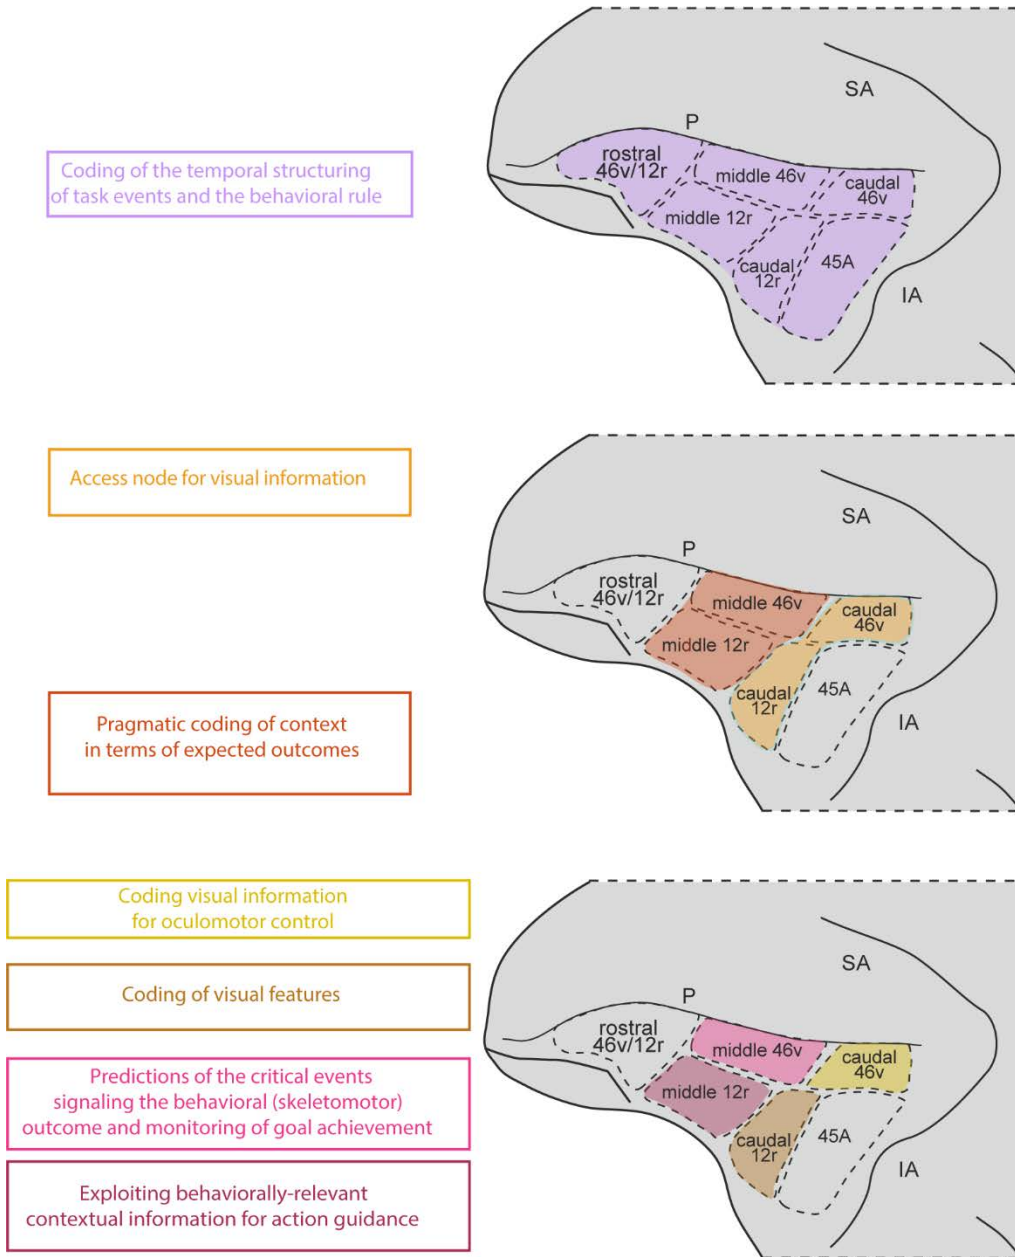 Coding of the temporal structuring
of task events and the behavioral rule
SA
P
rostral
46v/12r
middle 46v
caudal
46v
middle 12r
caudal
12r
45A
IA
Access node for visual information
Pragmatic coding of context
in terms of expected outcomes
SA
P
rostral
46v/12r
middle 46v
caudal
46v
middle 12r
caudal
12r
45A
IA
Coding visual information
for oculomotor control
Coding of visual features
Predictions of the critical events
signaling the behavioral (skeletomotor)
outcome and monitoring of goal achievement
Exploiting behaviorally-relevant
contextual information for action guidance
SA
P
rostral
46v/12r
middle 46v
caudal
46v
middle 12r
caudal
12r
45A
IA